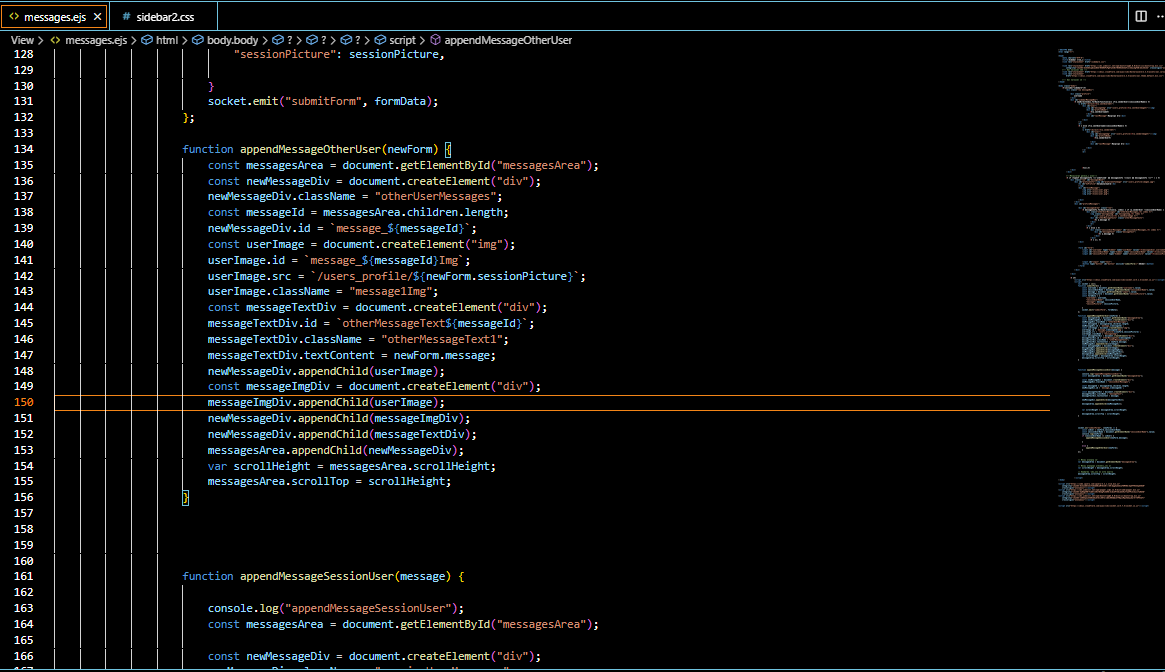 messages.ejs
# sidebar2.css
View > messages.ejs > html > body.body > ? > ? > ? > script > appendMessageOtherUser
128 "sessionPicture": sessionPicture,
129
130 }
131 socket.emit("submitForm", formData);
132 };
133
134 function appendMessageOtherUser(newForm) {
135 const messagesArea = document.getElementById("messagesArea");
136 const newMessageDiv = document.createElement("div");
137 newMessageDiv.className = "otherUserMessages";
138 const messageId = messagesArea.children.length;
139 newMessageDiv.id = `message_${messageId}`;
140 const userImage = document.createElement("img");
141 userImage.id = `message_${messageId}Img`;
142 userImage.src = `/users_profile/${newForm.sessionPicture}`;
143 userImage.className = "message1Img";
144 const messageTextDiv = document.createElement("div");
145 messageTextDiv.id = `otherMessageText${messageId}`;
146 messageTextDiv.className = "otherMessageText1";
147 messageTextDiv.textContent = newForm.message;
148 newMessageDiv.appendChild(userImage);
149 const messageImgDiv = document.createElement("div");
150 messageImgDiv.appendChild(userImage);
151 newMessageDiv.appendChild(messageImgDiv);
152 newMessageDiv.appendChild(messageTextDiv);
153 messagesArea.appendChild(newMessageDiv);
154 var scrollHeight = messagesArea.scrollHeight;
155 messagesArea.scrollTop = scrollHeight;
156 }
157
158
159
160
161 function appendMessageSessionUser(message) {
162
163 console.log("appendMessageSessionUser");
164 const messagesArea = document.getElementById("messagesArea");
165
166 const newMessageDiv = document.createElement("div");